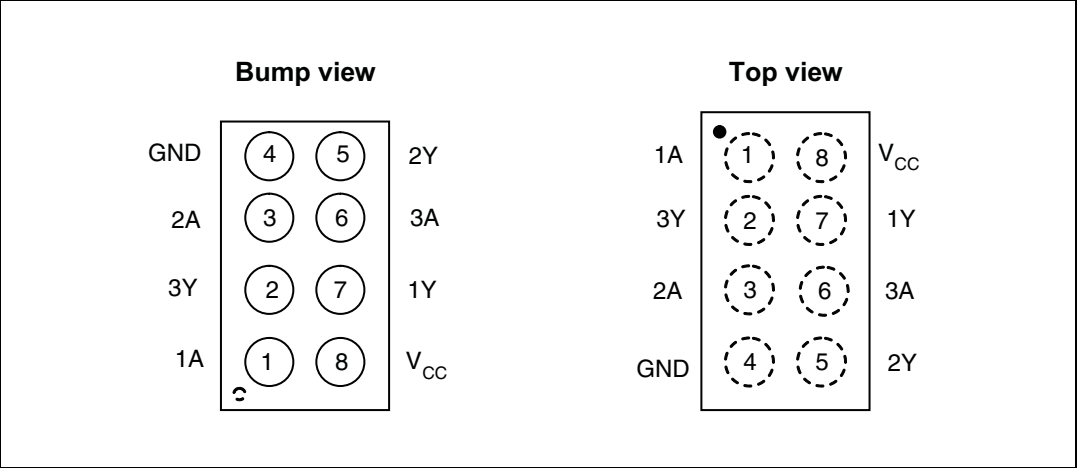 Bump view
GND 4 5 2Y
2A 3 6 3A
3Y 2 7 1Y
1A 1 8 VCC
Top view
1A 1 8 VCC
3Y 2 7 1Y
2A 3 6 3A
GND 4 5 2Y